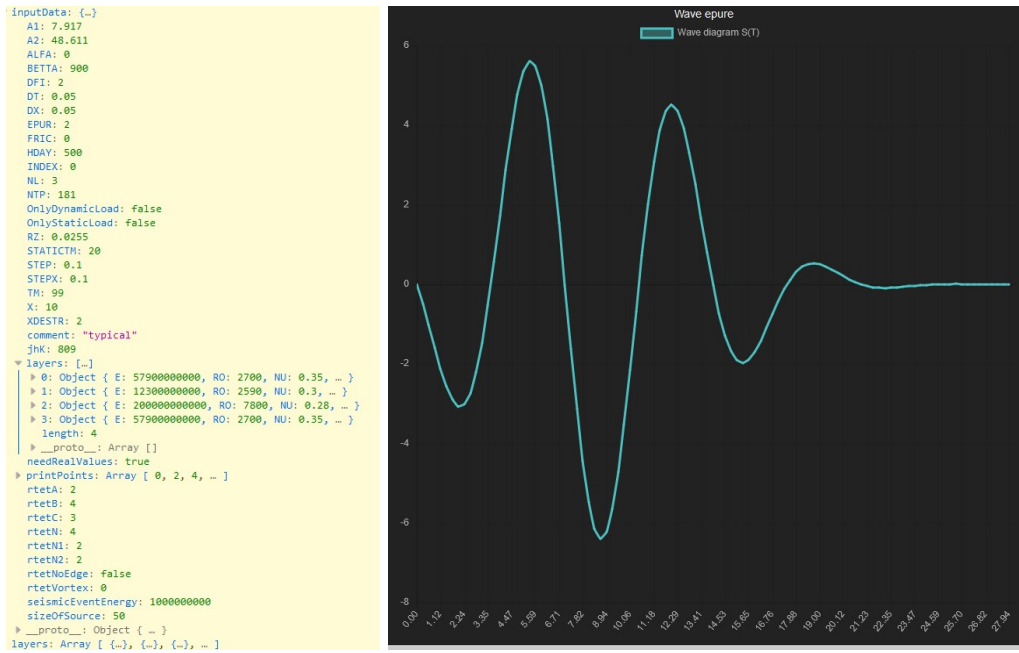 inputData: {…}
A1: 7.917
A2: 48.611
ALFA: 0
BETTA: 900
DFI: 2
DT: 0.05
DX: 0.05
EPUR: 2
FRIC: 0
HDAY: 500
INDEX: 0
NL: 3
NTP: 181
OnlyDynamicLoad: false
OnlyStaticLoad: false
RZ: 0.0255
STATICTM: 20
STEP: 0.1
STEPX: 0.1
TM: 99
X: 10
XDESTR: 2
comment: "typical"
jhK: 809
layers: […]
0: Object { E: 57900000000, RO: 2700, NU: 0.35, … }
1: Object { E: 12300000000, RO: 2590, NU: 0.3, … }
2: Object { E: 200000000000, RO: 7800, NU: 0.28, … }
3: Object { E: 57900000000, RO: 2700, NU: 0.35, … }
length: 4
__proto__: Array []
needRealValues: true
printPoints: Array [ 0, 2, 4, … ]
rtetA: 2
rtetB: 4
rtetC: 3
rtetN: 4
rtetN1: 2
rtetN2: 2
rtetNoEdge: false
rtetVortex: 0
seismicEventEnergy: 1000000000
sizeOfSource: 50
__proto__: Object { … }
layers: Array [ {…}, {…}, {…}, … ]
Wave epure
Wave diagram S(T)
6
4
2
0
-2
-4
-6
-8
0.00
1.12
2.24
3.35
4.47
5.59
6.71
7.82
8.94
10.06
11.18
12.29
13.41
14.53
15.65
16.76
17.88
19.00
20.12
21.23
22.35
23.47
24.59
25.70
26.82
27.94